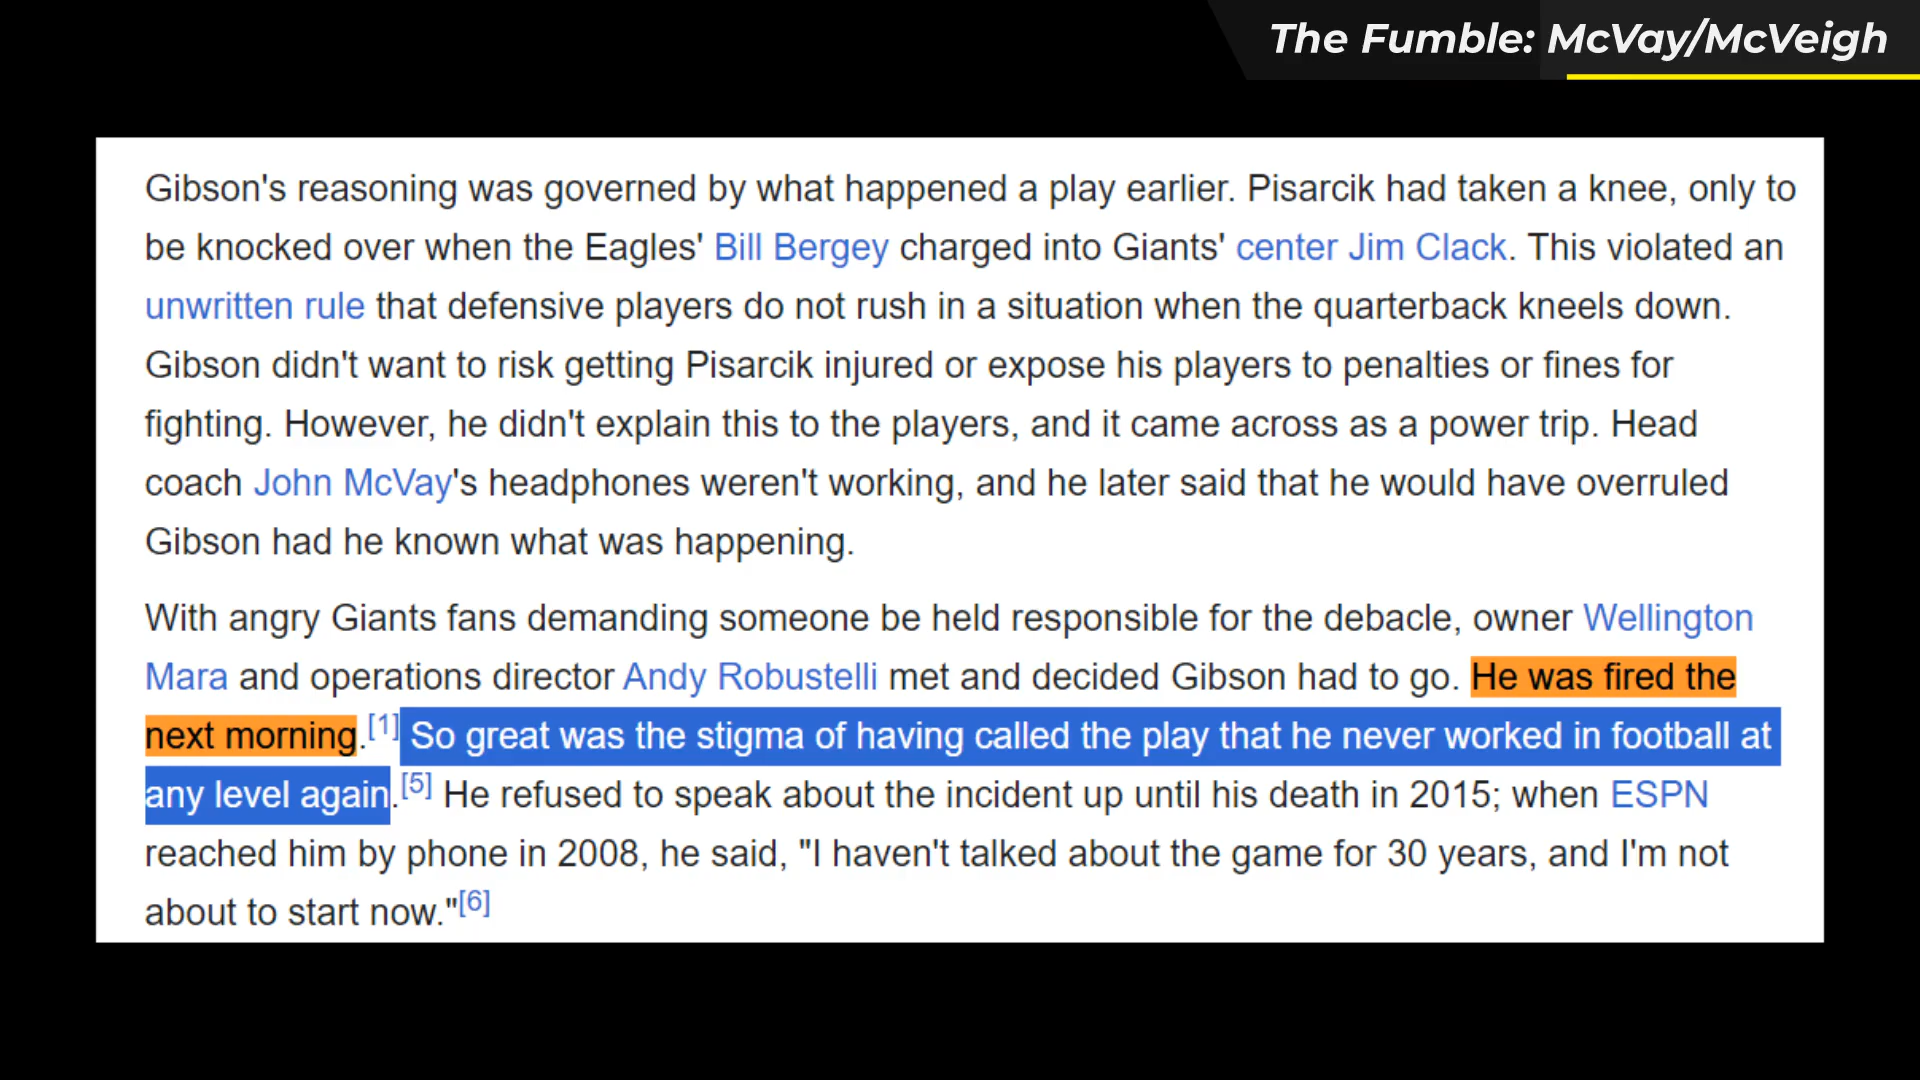 The Fumble: McVay/McVeigh
Gibson's reasoning was governed by what happened a play earlier. Pisarcik had taken a knee, only to
be knocked over when the Eagles' Bill Bergey charged into Giants' center Jim Clack. This violated an
unwritten rule that defensive players do not rush in a situation when the quarterback kneels down.
Gibson didn't want to risk getting Pisarcik injured or expose his players to penalties or fines for
fighting. However, he didn't explain this to the players, and it came across as a power trip. Head
coach John McVay's headphones weren't working, and he later said that he would have overruled
Gibson had he known what was happening.
With angry Giants fans demanding someone be held responsible for the debacle, owner Wellington
Mara and operations director Andy Robustelli met and decided Gibson had to go. He was fired the
next morning.[1] So great was the stigma of having called the play that he never worked in football at
any level again.[5] He refused to speak about the incident up until his death in 2015; when ESPN
reached him by phone in 2008, he said, "I haven't talked about the game for 30 years, and I'm not
about to start now."[6]